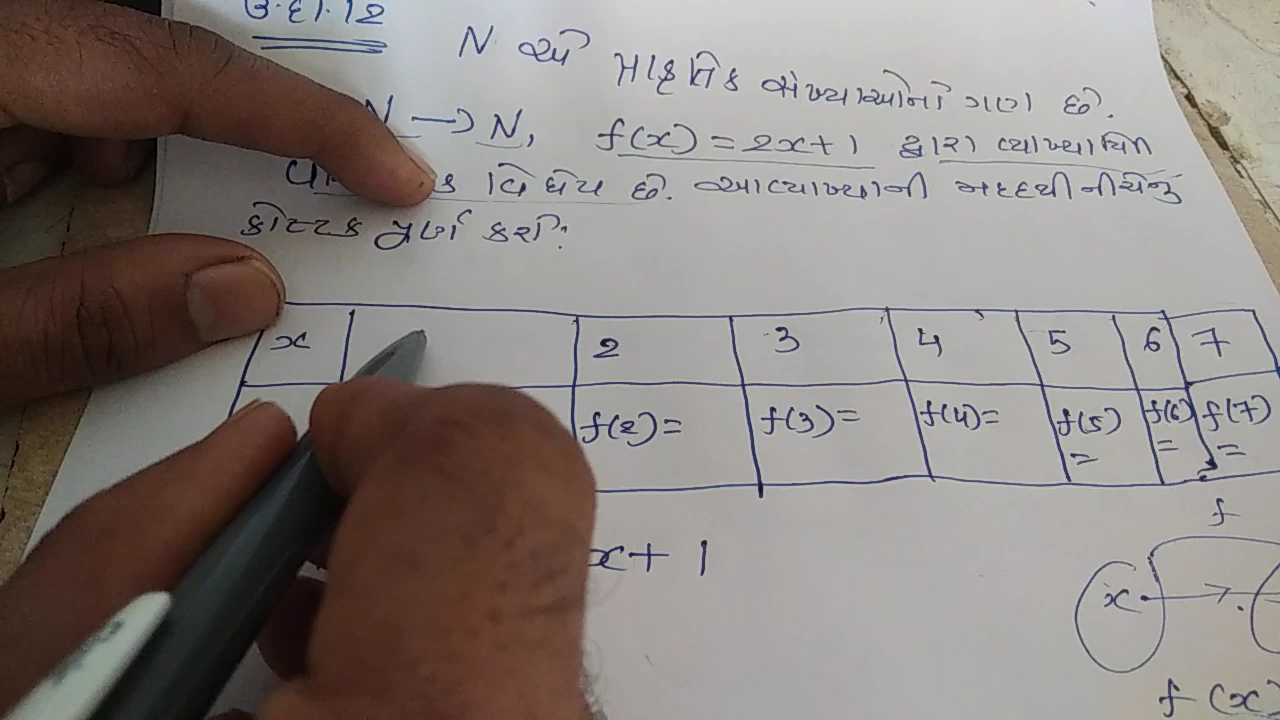 ઉ.દા.12
N એ પ્રાકૃતિક સંખ્યાઓનો ગણ છે.
N → N, f(x) = 2x+1 દ્વારા વ્યાખ્યાયિત
વિધેય છે. આ વ્યાખ્યાની મદદથી નીચેનું
કોષ્ટક પૂર્ણ કરો:
x 2 3 4 5 6 7
f(2)= f(3)= f(4)= f(5)= f(6)= f(7)=
f
x+1
x
f(x)